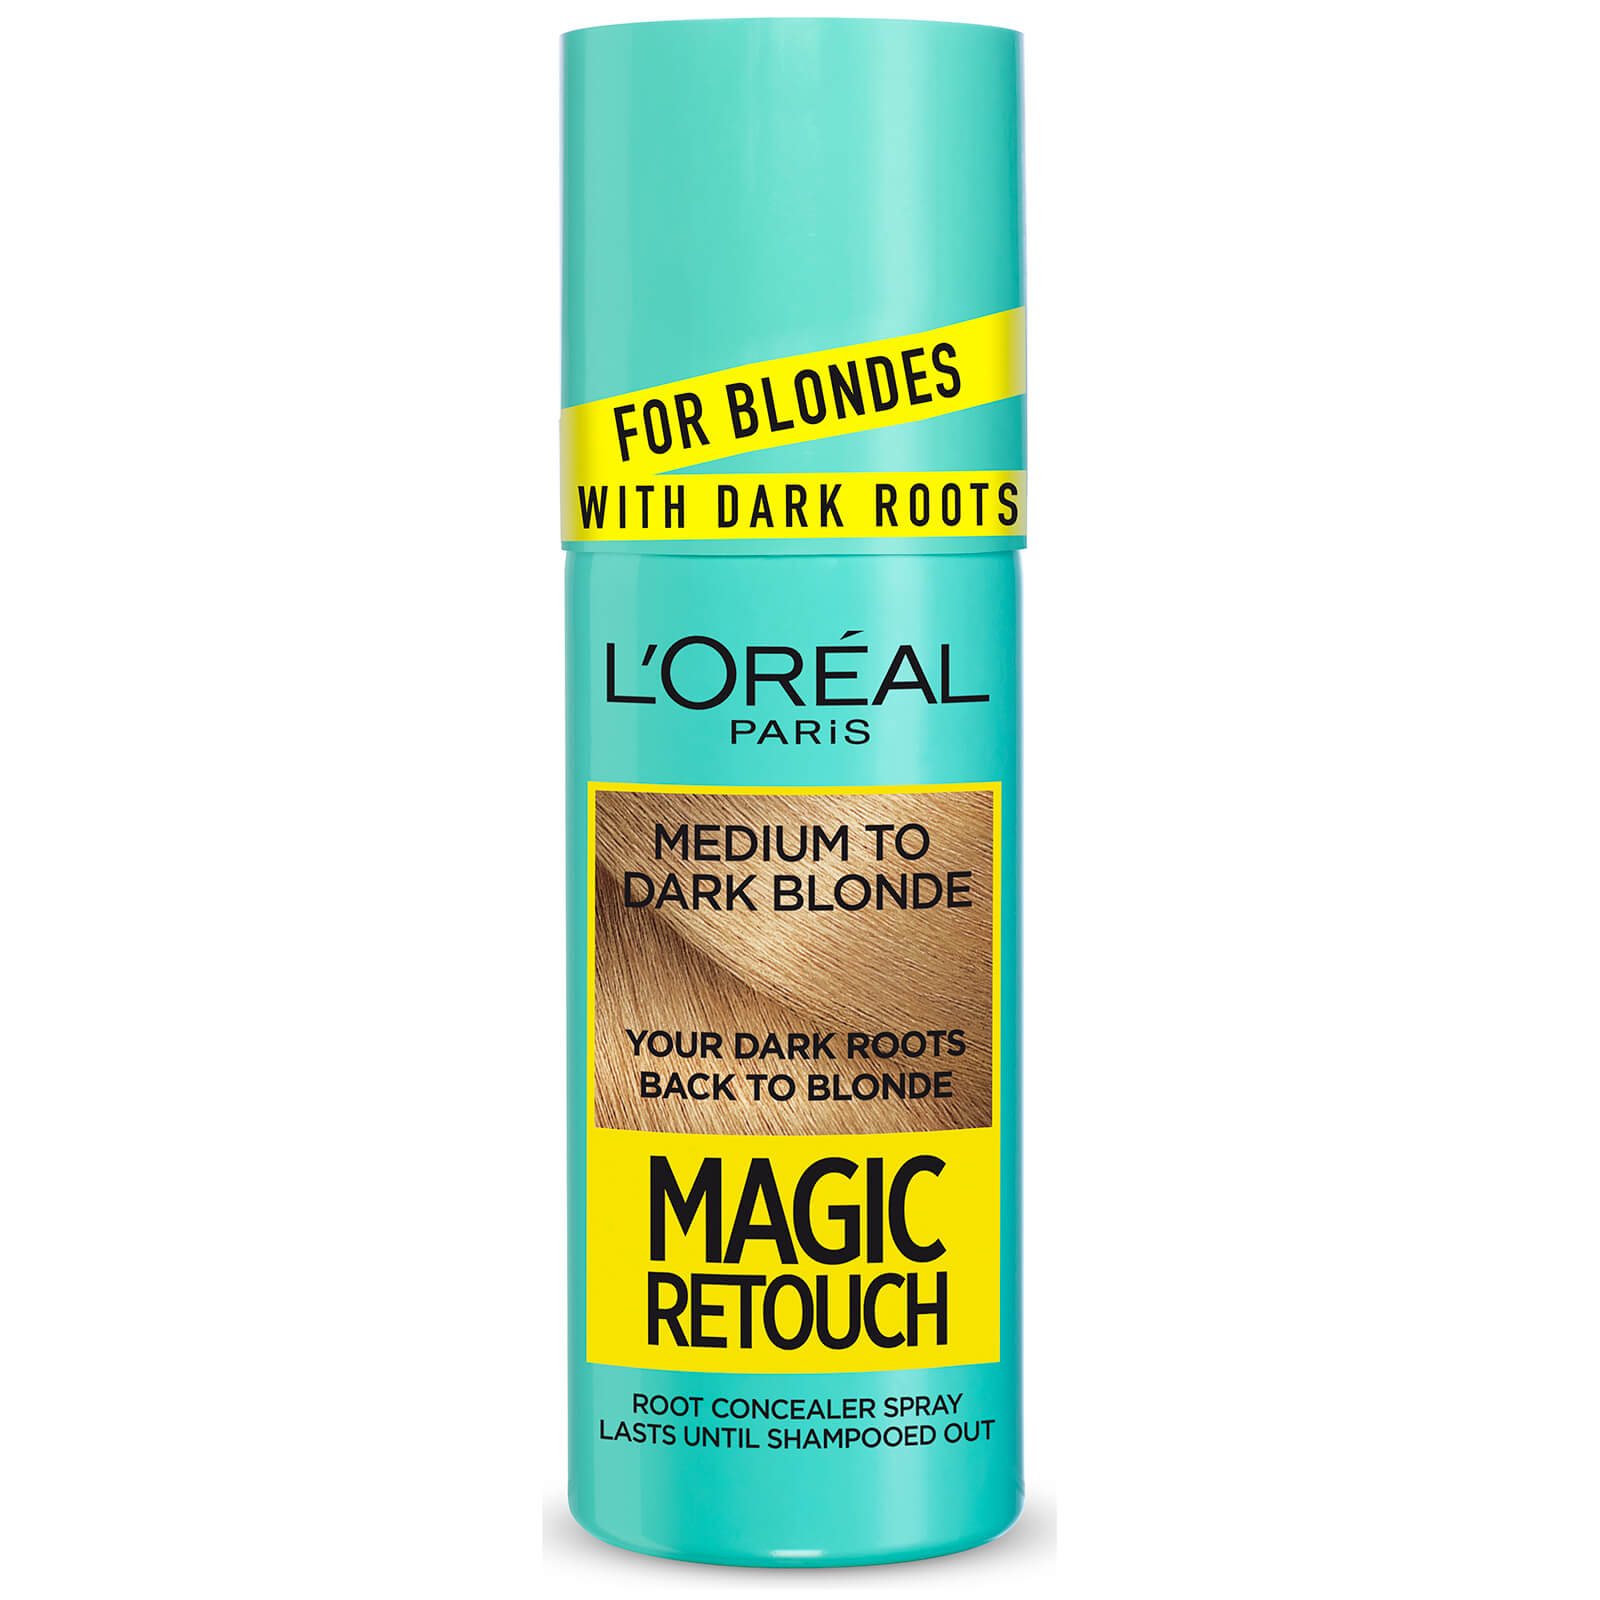 FOR BLONDES
WITH DARK ROOTS
L'ORÉAL
PARiS
MEDIUM TO
DARK BLONDE
YOUR DARK ROOTS
BACK TO BLONDE
MAGIC
RETOUCH
ROOT CONCEALER SPRAY
LASTS UNTIL SHAMPOOED OUT